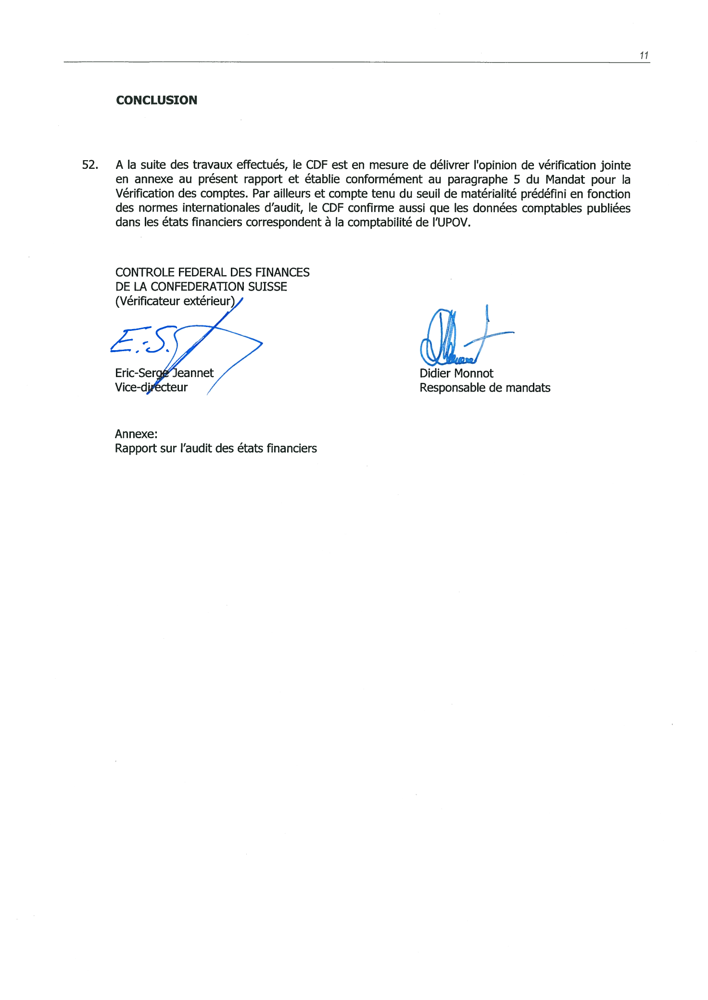 11
CONCLUSION
52. A la suite des travaux effectués, le CDF est en mesure de délivrer l'opinion de vérification jointe
en annexe au présent rapport et établie conformément au paragraphe 5 du Mandat pour la
Vérification des comptes. Par ailleurs et compte tenu du seuil de matérialité prédéfini en fonction
des normes internationales d'audit, le CDF confirme aussi que les données comptables publiées
dans les états financiers correspondent à la comptabilité de l'UPOV.
CONTROLE FEDERAL DES FINANCES
DE LA CONFEDERATION SUISSE
(Vérificateur extérieur)
E.-S.
Eric-Serge Jeannet
Vice-directeur
Didier Monnot
Responsable de mandats
Annexe:
Rapport sur l'audit des états financiers